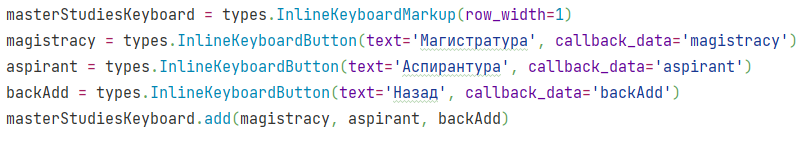 masterStudiesKeyboard = types.InlineKeyboardMarkup(row_width=1)
magistracy = types.InlineKeyboardButton(text='Магистратура', callback_data='magistracy')
aspirant = types.InlineKeyboardButton(text='Аспирантура', callback_data='aspirant')
backAdd = types.InlineKeyboardButton(text='Назад', callback_data='backAdd')
masterStudiesKeyboard.add(magistracy, aspirant, backAdd)